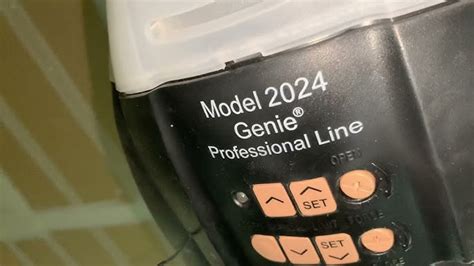 Model 2024
Genie®
Professional Line
OPEN
SET
SET